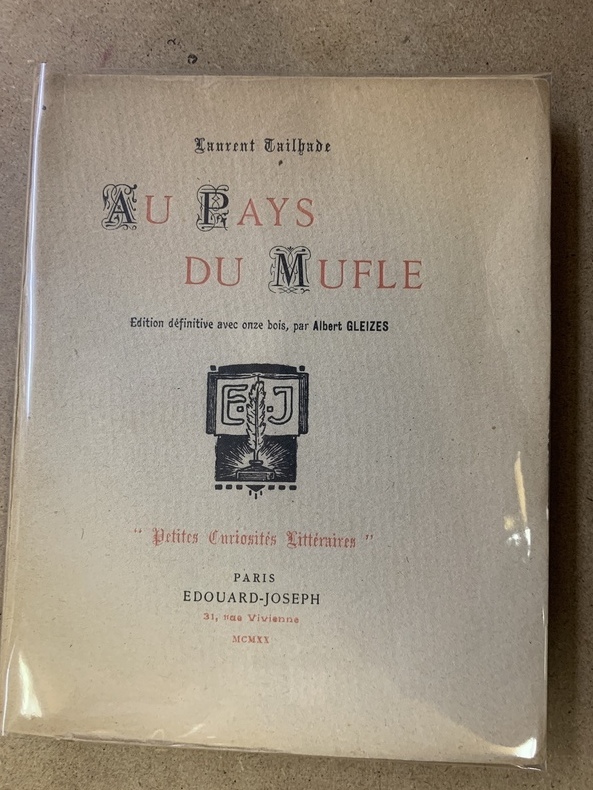 Laurent Tailhade
AU PAYS
DU MUFLE
Edition définitive avec onze bois, par Albert GLEIZES
E. J
“ Petites Curiosités Littéraires ”
PARIS
EDOUARD-JOSEPH
31, rue Vivienne
MCMXX